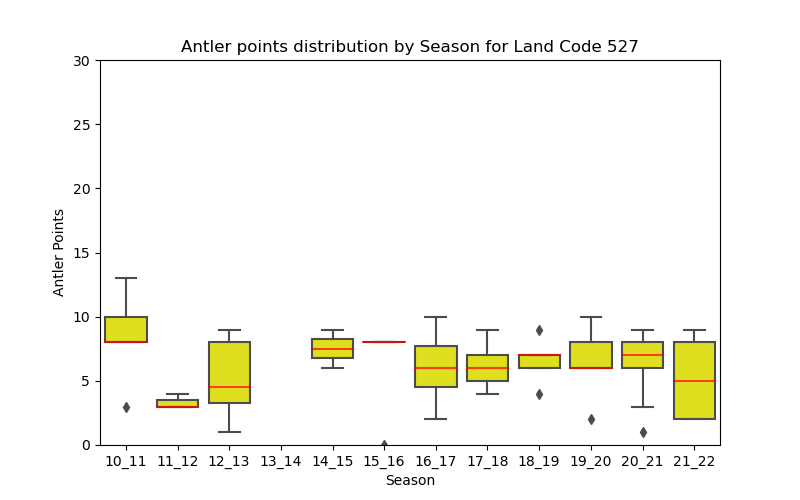 Antler points distribution by Season for Land Code 527
30
25
20
15
10
5
0
Antler Points
10_11 11_12 12_13 13_14 14_15 15_16 16_17 17_18 18_19 19_20 20_21 21_22
Season